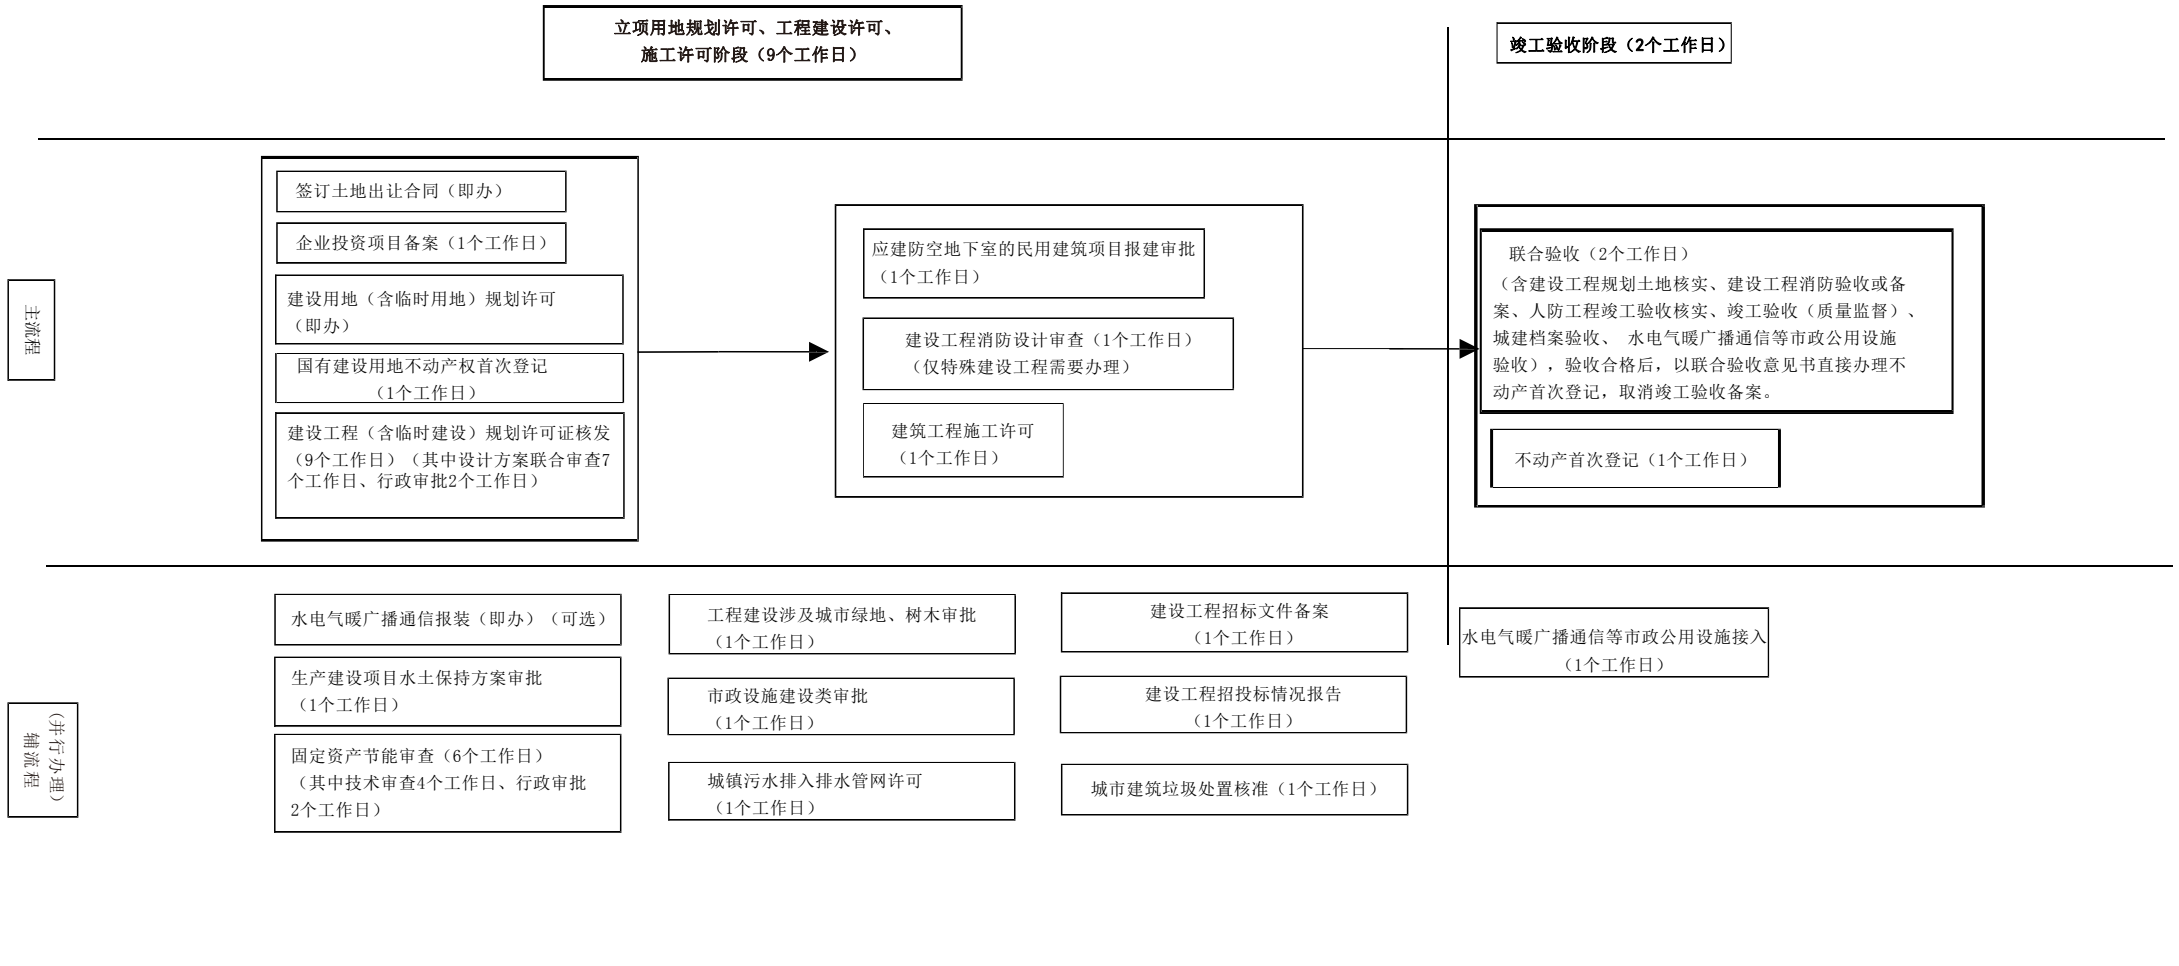 立项用地规划许可、工程建设许可、
施工许可阶段（9个工作日）
竣工验收阶段（2个工作日）
主流程
签订土地出让合同（即办）
企业投资项目备案（1个工作日）
建设用地（含临时用地）规划许可
（即办）
国有建设用地不动产权首次登记
（1个工作日）
建设工程（含临时建设）规划许可证核发
（9个工作日）（其中设计方案联合审查7
个工作日、行政审批2个工作日）
应建防空地下室的民用建筑项目报建审批
（1个工作日）
建设工程消防设计审查（1个工作日）
（仅特殊建设工程需要办理）
建筑工程施工许可
（1个工作日）
联合验收（2个工作日）
（含建设工程规划土地核实、建设工程消防验收或备
案、人防工程竣工验收核实、竣工验收（质量监督）、
城建档案验收、 水电气暖广播通信等市政公用设施
验收），验收合格后，以联合验收意见书直接办理不
动产首次登记，取消竣工验收备案。
不动产首次登记（1个工作日）
（并行办理）
辅流程
水电气暖广播通信报装（即办）（可选）
生产建设项目水土保持方案审批
（1个工作日）
固定资产节能审查（6个工作日）
（其中技术审查4个工作日、行政审批
2个工作日）
工程建设涉及城市绿地、树木审批
（1个工作日）
市政设施建设类审批
（1个工作日）
城镇污水排入排水管网许可
（1个工作日）
建设工程招标文件备案
（1个工作日）
建设工程招投标情况报告
（1个工作日）
城市建筑垃圾处置核准（1个工作日）
水电气暖广播通信等市政公用设施接入
（1个工作日）